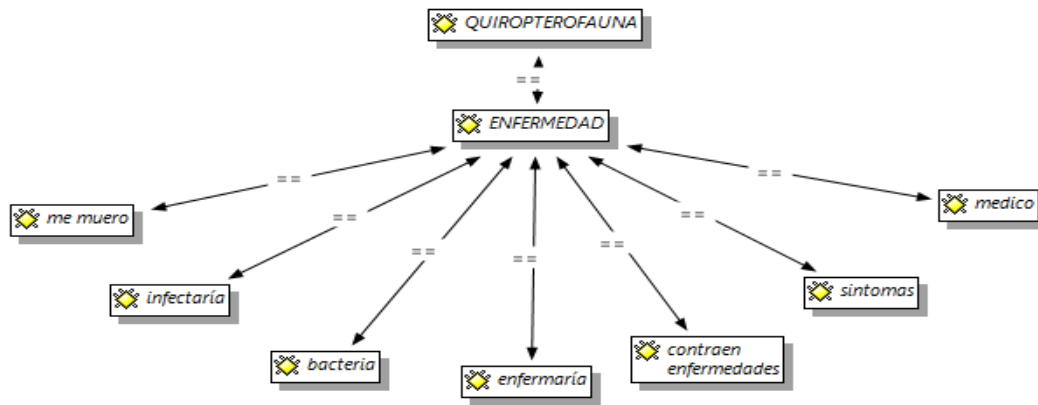 QUIROPTEROFAUNA
==
ENFERMEDAD
==
==
me muero
medico
==
==
==
==
==
infectaría
sintomas
bacteria
contraen
enfermedades
enfermaría